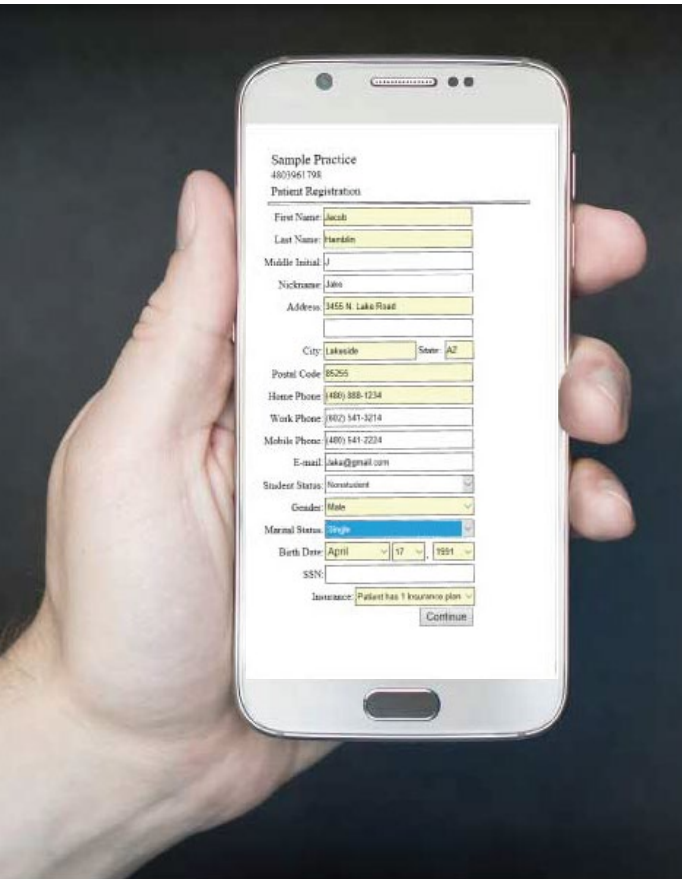 Sample Practice
4803961798
Patient Registration
First Name: Jacob
Last Name: Hamblin
Middle Initial: J
Nickname: Jake
Address: 3455 N. Lake Road
City: Lakeside State: AZ
Postal Code 85255
Home Phone: (480) 888-1234
Work Phone: (602) 541-3214
Mobile Phone: (480) 541-2224
E-mail: Jake@gmail.com
Student Status: Nonstudent
Gender: Male
Marital Status: Single
Birth Date: April 17 , 1991
SSN:
Insurance: Patient has 1 Insurance plan
Continue